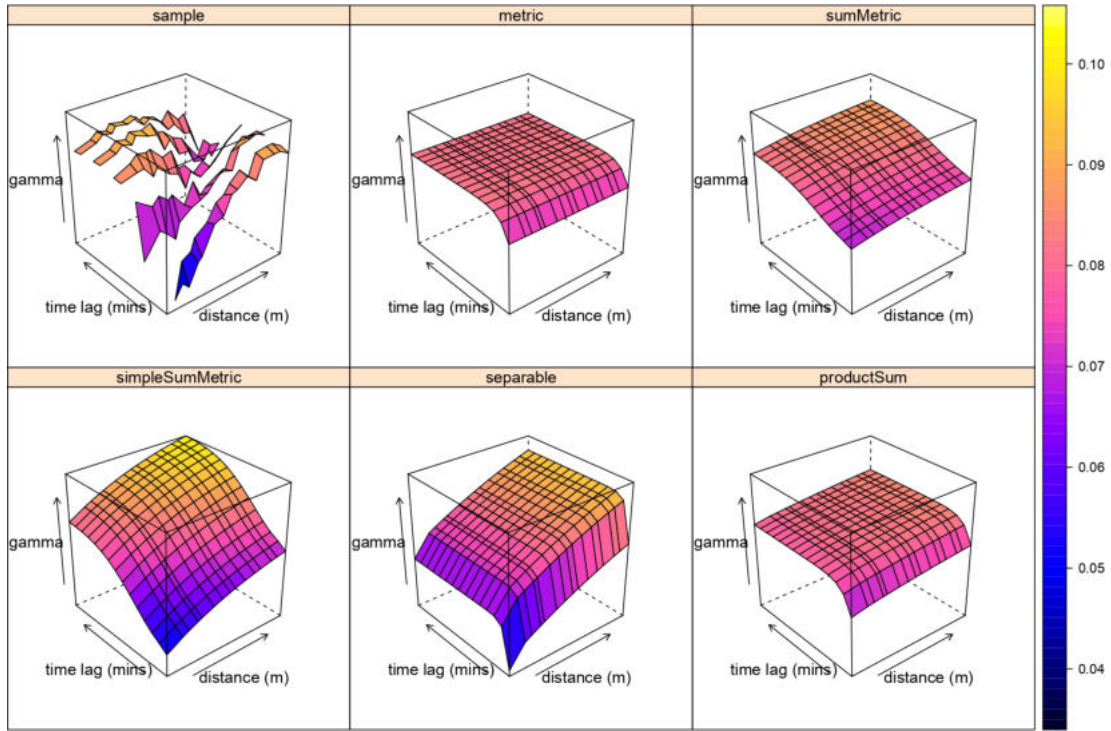 sample metric sumMetric
gamma gamma gamma
time lag (mins) distance (m) time lag (mins) distance (m) time lag (mins) distance (m)
simpleSumMetric separable productSum
gamma gamma gamma
time lag (mins) distance (m) time lag (mins) distance (m) time lag (mins) distance (m)
0.10
0.09
0.08
0.07
0.06
0.05
0.04